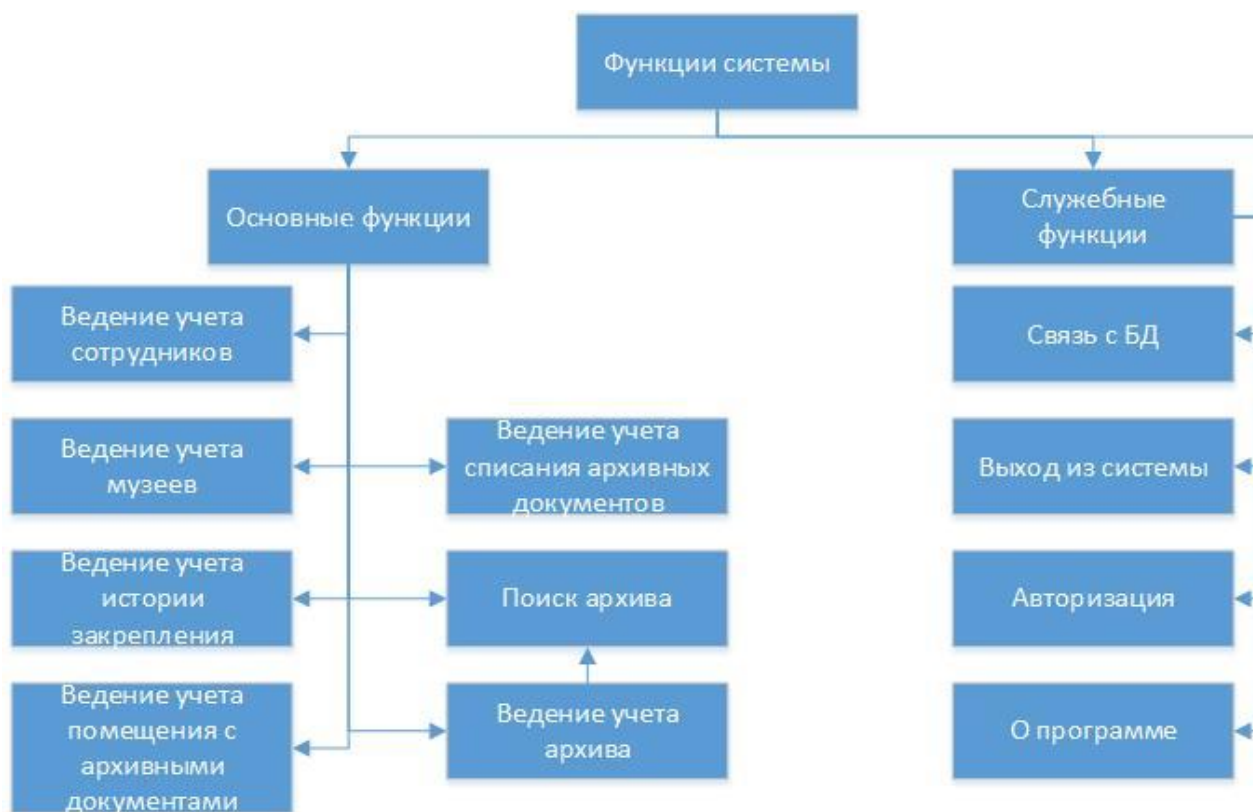 Функции системы
Основные функции
Служебные
функции
Ведение учета
сотрудников
Связь с БД
Ведение учета
музеев
Ведение учета
списания архивных
документов
Выход из системы
Ведение учета
истории
закрепления
Поиск архива
Авторизация
Ведение учета
помещения с
архивными
документами
Ведение учета
архива
О программе